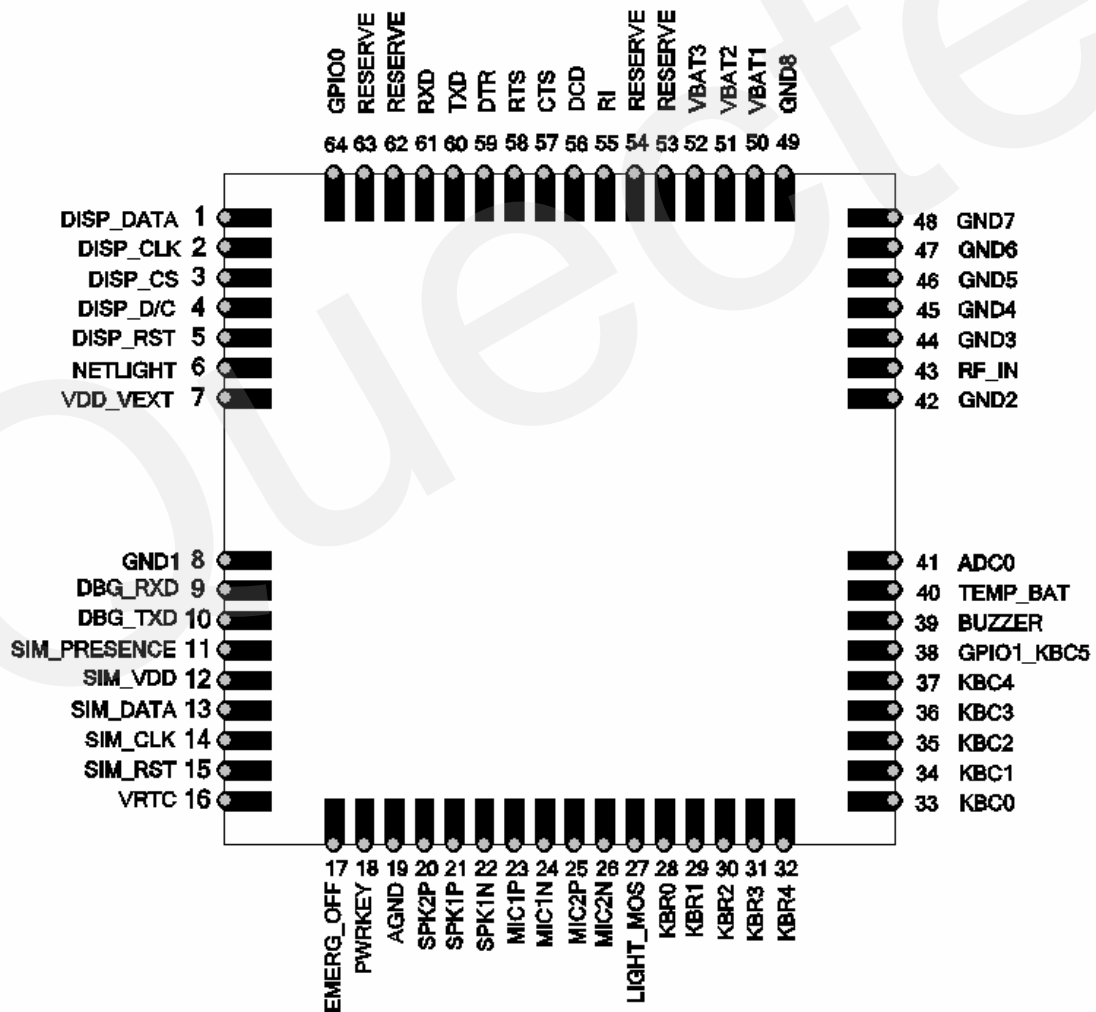 GPIO0
RESERVE
RESERVE
RXD
TXD
DTR
RTS
CTS
DCD
RI
RESERVE
RESERVE
VBAT3
VBAT2
VBAT1
GND8
64 63 62 61 60 59 58 57 56 55 54 53 52 51 50 49
DISP_DATA 1
DISP_CLK 2
DISP_CS 3
DISP_D/C 4
DISP_RST 5
NETLIGHT 6
VDD_VEXT 7
GND1 8
DBG_RXD 9
DBG_TXD 10
SIM_PRESENCE 11
SIM_VDD 12
SIM_DATA 13
SIM_CLK 14
SIM_RST 15
VRTC 16
48 GND7
47 GND6
46 GND5
45 GND4
44 GND3
43 RF_IN
42 GND2
41 ADC0
40 TEMP_BAT
39 BUZZER
38 GPIO1_KBC5
37 KBC4
36 KBC3
35 KBC2
34 KBC1
33 KBC0
17 18 19 20 21 22 23 24 25 26 27 28 29 30 31 32
EMERG_OFF
PWRKEY
AGND
SPK2P
SPK1P
SPK1N
MIC1P
MIC1N
MIC2P
MIC2N
LIGHT_MOS
KBR0
KBR1
KBR2
KBR3
KBR4
Quecte